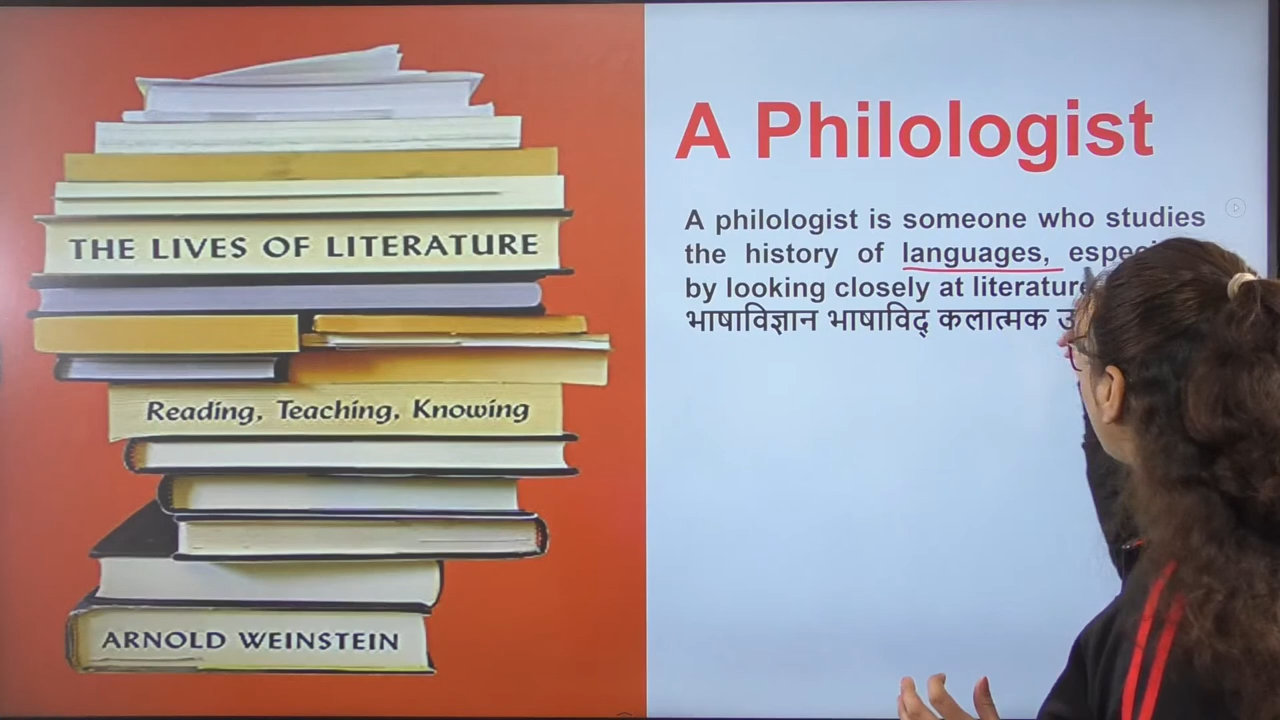 THE LIVES OF LITERATURE
Reading, Teaching, Knowing
ARNOLD WEINSTEIN
A Philologist
A philologist is someone who studies
the history of languages,
by looking closely at literature
भाषाविज्ञान भाषाविद् कलात्मक